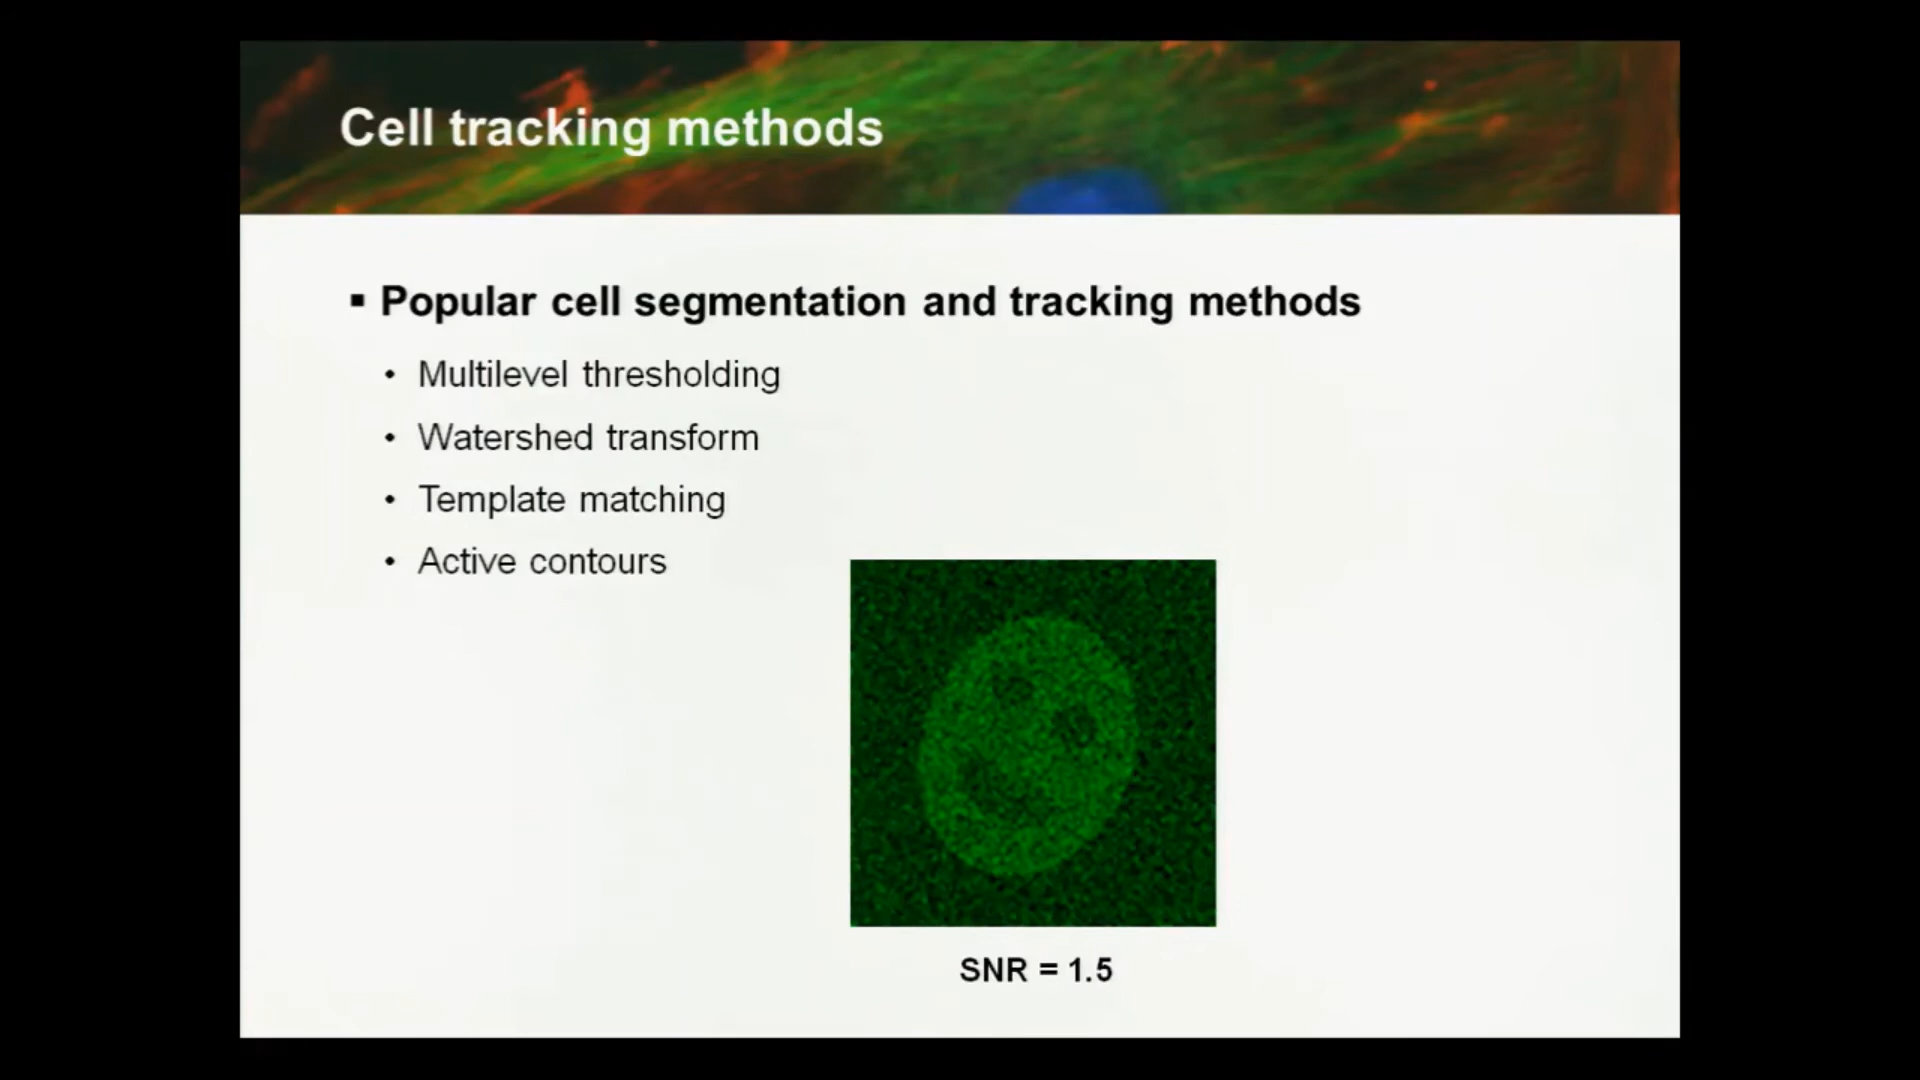 Cell tracking methods
▪ Popular cell segmentation and tracking methods
• Multilevel thresholding
• Watershed transform
• Template matching
• Active contours
SNR = 1.5